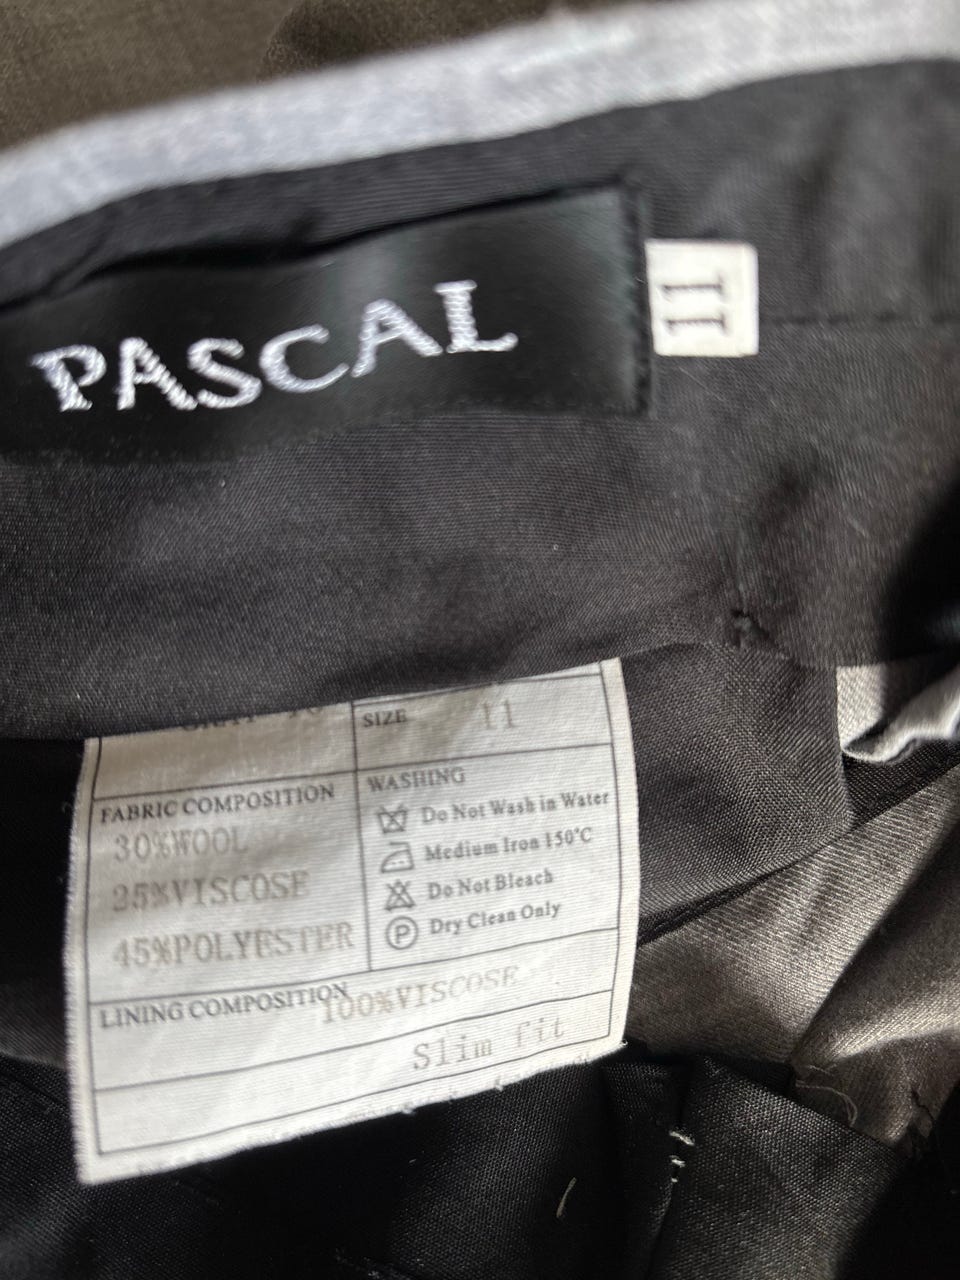 PASCAL
11
SIZE 11
FABRIC COMPOSITION
30%WOOL
25%VISCOSE
45%POLYESTER
WASHING
Do Not Wash in Water
Medium Iron 150°C
Do Not Bleach
P Dry Clean Only
LINING COMPOSITION 100%VISCOSE
Slim fit